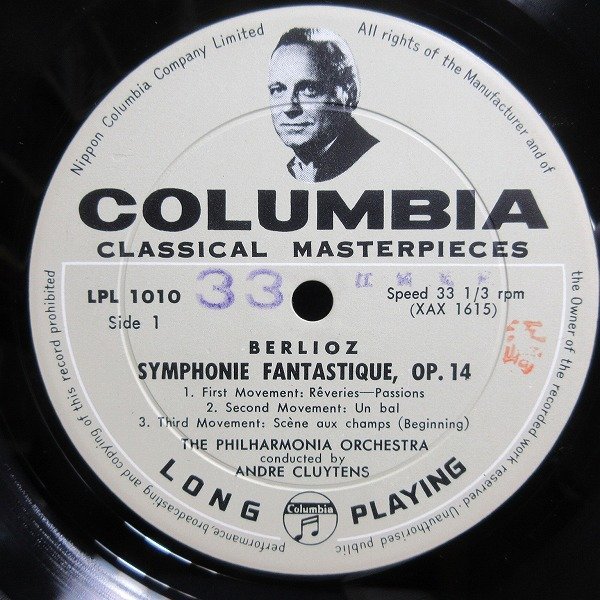 Nippon Columbia Company Limited
All rights of the Manufacturer and of
the Owner of the recorded work reserved · Unauthorised public
performance, broadcasting and copying of this record prohibited
COLUMBIA
CLASSICAL MASTERPIECES
LPL 1010
33
Speed 33 1/3 rpm
Side 1
(XAX 1615)
BERLIOZ
SYMPHONIE FANTASTIQUE, OP. 14
1. First Movement: Rêveries—Passions
2. Second Movement: Un bal
3. Third Movement: Scène aux champs (Beginning)
THE PHILHARMONIA ORCHESTRA
conducted by
ANDRE CLUYTENS
LONG PLAYING
Columbia